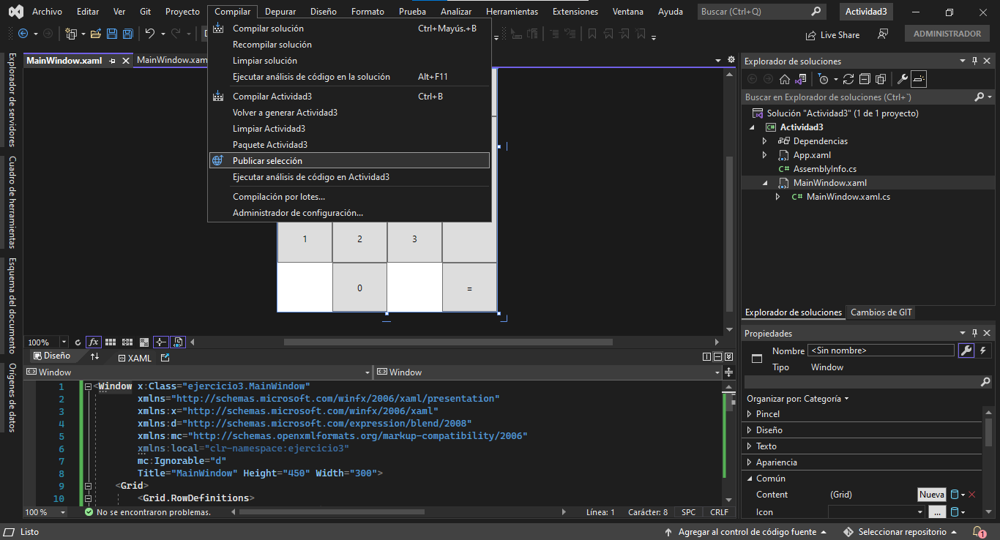 Archivo Editar Ver Git Proyecto Compilar Depurar Diseño Formato Prueba Analizar Herramientas Extensiones Ventana Ayuda Buscar (Ctrl+Q) Actividad3
Live Share ADMINISTRADOR
Compilar solución Ctrl+Mayús.+B
Recompilar solución
Limpiar solución
Ejecutar análisis de código en la solución Alt+F11
Compilar Actividad3 Ctrl+B
Volver a generar Actividad3
Limpiar Actividad3
Paquete Actividad3
Publicar selección
Ejecutar análisis de código en Actividad3
Compilación por lotes...
Administrador de configuración...
Explorador de servidores
Cuadro de herramientas
Esquema del documento
Orígenes de datos
MainWindow.xaml MainWindow.xam
1 2 3
0 =
100%
Diseño XAML
Window Window
1 <Window x:Class="ejercicio3.MainWindow"
2 xmlns="http://schemas.microsoft.com/winfx/2006/xaml/presentation"
3 xmlns:x="http://schemas.microsoft.com/winfx/2006/xaml"
4 xmlns:d="http://schemas.microsoft.com/expression/blend/2008"
5 xmlns:mc="http://schemas.openxmlformats.org/markup-compatibility/2006"
6 xmlns:local="clr-namespace:ejercicio3"
7 mc:Ignorable="d"
8 Title="MainWindow" Height="450" Width="300">
9 <Grid>
10 <Grid.RowDefinitions>
100 % No se encontraron problemas. Línea: 1 Carácter: 8 SPC CRLF
Explorador de soluciones
Buscar en Explorador de soluciones (Ctrl+`)
Solución "Actividad3" (1 de 1 proyecto)
C# Actividad3
Dependencias
App.xaml
C# AssemblyInfo.cs
MainWindow.xaml
C# MainWindow.xaml.cs
Explorador de soluciones Cambios de GIT
Propiedades
Nombre <Sin nombre>
Tipo Window
Organizar por: Categoría
Pincel
Diseño
Texto
Apariencia
Común
Content (Grid) Nueva
Icon ...
Listo Agregar al control de código fuente Seleccionar repositorio 1